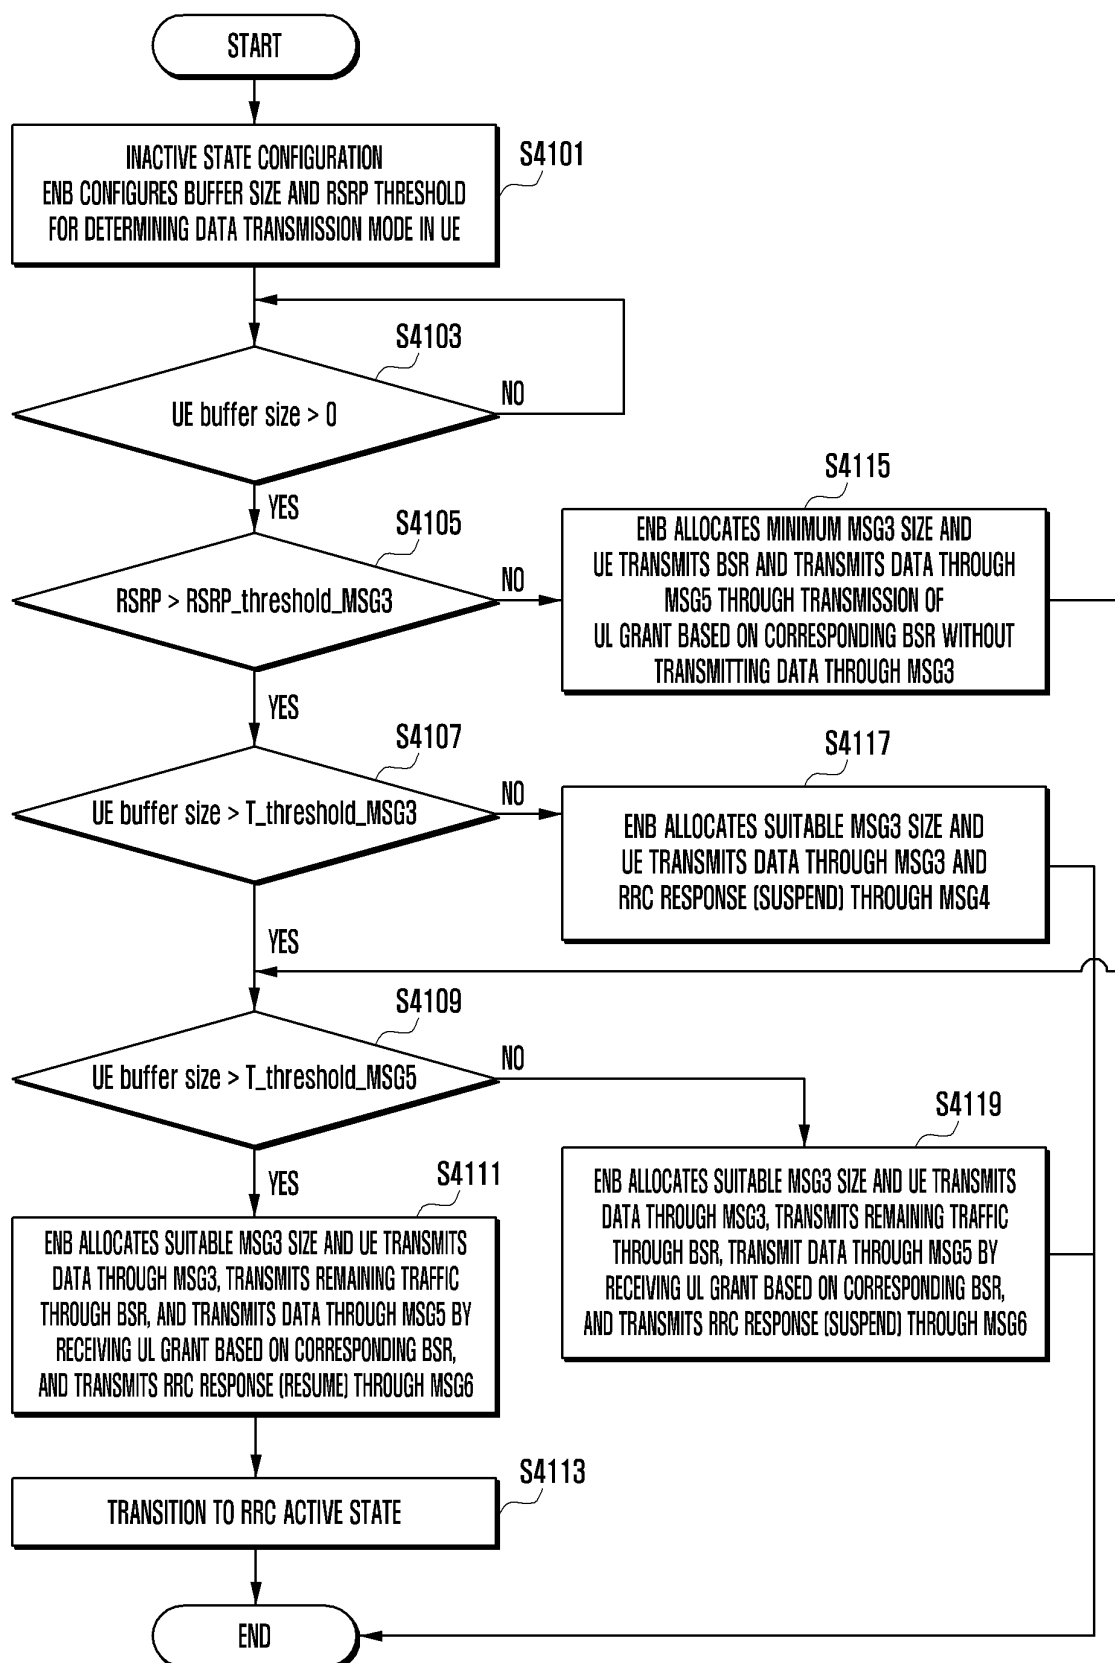 START
INACTIVE STATE CONFIGURATION
ENB CONFIGURES BUFFER SIZE AND RSRP THRESHOLD
FOR DETERMINING DATA TRANSMISSION MODE IN UE
S4101
S4103
UE buffer size > 0
NO
YES
S4105
RSRP > RSRP_threshold_MSG3
NO
S4115
ENB ALLOCATES MINIMUM MSG3 SIZE AND
UE TRANSMITS BSR AND TRANSMITS DATA THROUGH
MSG5 THROUGH TRANSMISSION OF
UL GRANT BASED ON CORRESPONDING BSR WITHOUT
TRANSMITTING DATA THROUGH MSG3
YES
S4107
UE buffer size > T_threshold_MSG3
NO
S4117
ENB ALLOCATES SUITABLE MSG3 SIZE AND
UE TRANSMITS DATA THROUGH MSG3 AND
RRC RESPONSE (SUSPEND) THROUGH MSG4
YES
S4109
UE buffer size > T_threshold_MSG5
NO
S4119
ENB ALLOCATES SUITABLE MSG3 SIZE AND UE TRANSMITS
DATA THROUGH MSG3, TRANSMITS REMAINING TRAFFIC
THROUGH BSR, TRANSMIT DATA THROUGH MSG5 BY
RECEIVING UL GRANT BASED ON CORRESPONDING BSR,
AND TRANSMITS RRC RESPONSE (SUSPEND) THROUGH MSG6
YES
S4111
ENB ALLOCATES SUITABLE MSG3 SIZE AND UE TRANSMITS
DATA THROUGH MSG3, TRANSMITS REMAINING TRAFFIC
THROUGH BSR, AND TRANSMITS DATA THROUGH MSG5 BY
RECEIVING UL GRANT BASED ON CORRESPONDING BSR,
AND TRANSMITS RRC RESPONSE (RESUME) THROUGH MSG6
S4113
TRANSITION TO RRC ACTIVE STATE
END